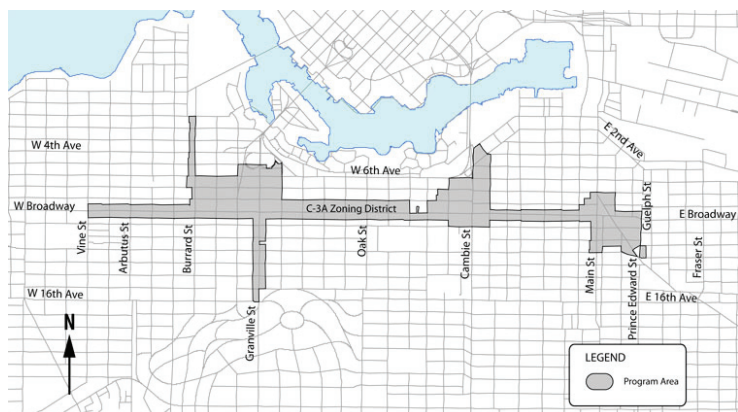 E 2nd Ave
W 4th Ave
W 6th Ave
Guelph St
W Broadway
C-3A Zoning District
E Broadway
Vine St
Arbutus St
Burrard St
Oak St
Cambie St
Main St
Prince Edward St
Fraser St
W 16th Ave
E 16th Ave
Granville St
N
LEGEND
Program Area